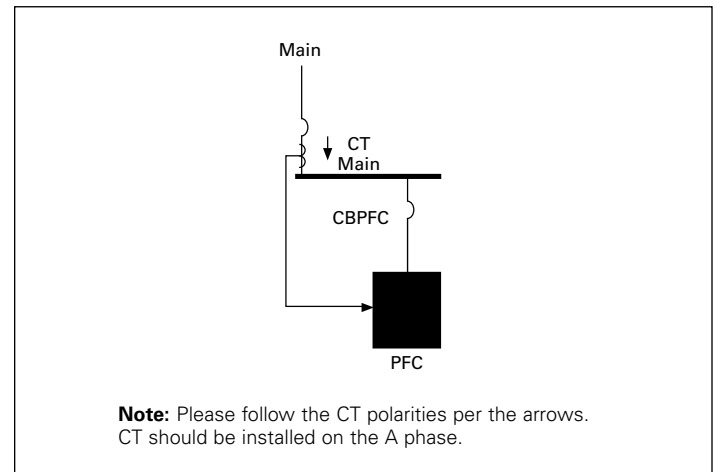 Main
CT
Main
CBPFC
PFC
Note: Please follow the CT polarities per the arrows.
CT should be installed on the A phase.